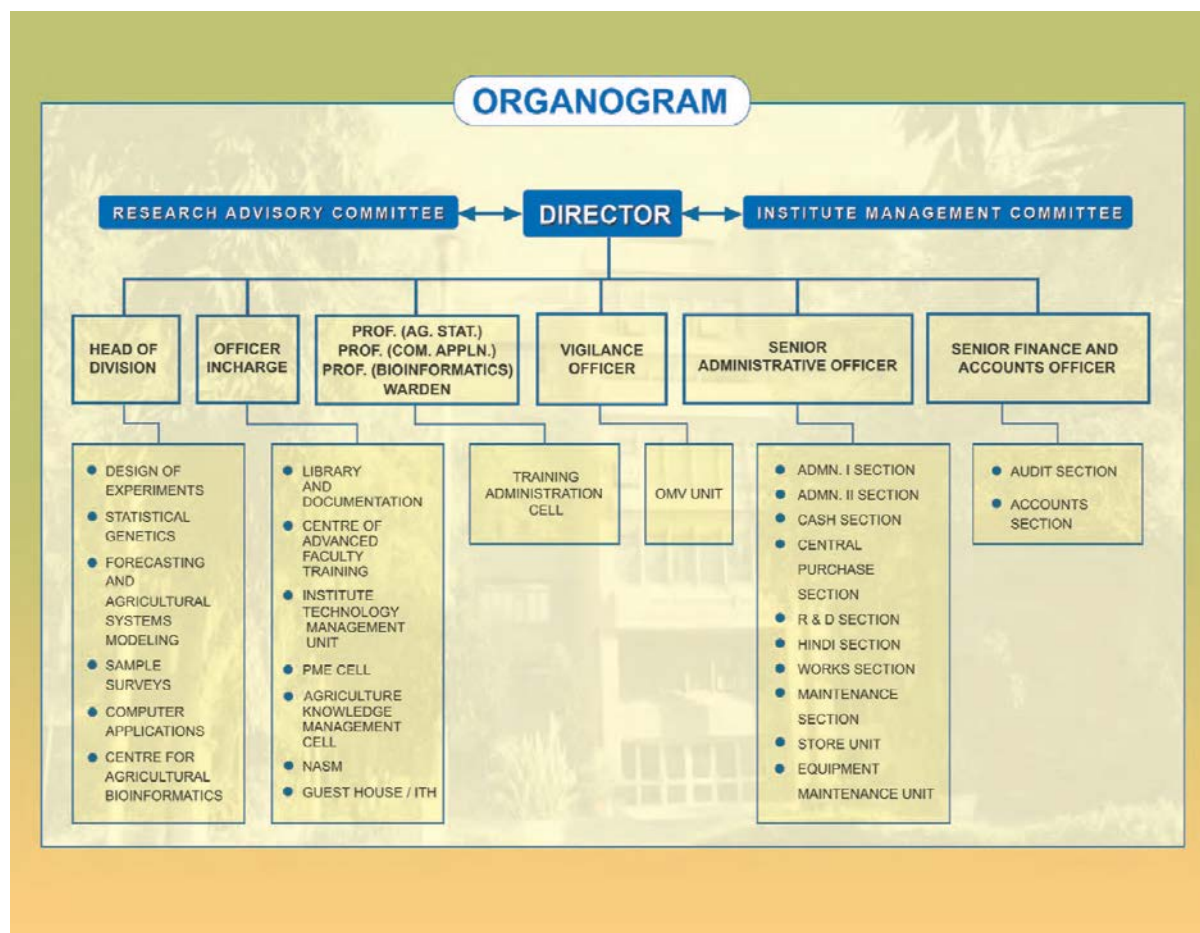 ORGANOGRAM
RESEARCH ADVISORY COMMITTEE
DIRECTOR
INSTITUTE MANAGEMENT COMMITTEE
HEAD OF
DIVISION
OFFICER
INCHARGE
PROF. (AG. STAT.)
PROF. (COM. APPLN.)
PROF. (BIOINFORMATICS)
WARDEN
VIGILANCE
OFFICER
SENIOR
ADMINISTRATIVE OFFICER
SENIOR FINANCE AND
ACCOUNTS OFFICER
DESIGN OF
EXPERIMENTS
STATISTICAL
GENETICS
FORECASTING
AND
AGRICULTURAL
SYSTEMS
MODELING
SAMPLE
SURVEYS
COMPUTER
APPLICATIONS
CENTRE FOR
AGRICULTURAL
BIOINFORMATICS
LIBRARY
AND
DOCUMENTATION
CENTRE OF
ADVANCED
FACULTY
TRAINING
INSTITUTE
TECHNOLOGY
MANAGEMENT
UNIT
PME CELL
AGRICULTURE
KNOWLEDGE
MANAGEMENT
CELL
NASM
GUEST HOUSE / ITH
TRAINING
ADMINISTRATION
CELL
OMV UNIT
ADMN. I SECTION
ADMN. II SECTION
CASH SECTION
CENTRAL
PURCHASE
SECTION
R & D SECTION
HINDI SECTION
WORKS SECTION
MAINTENANCE
SECTION
STORE UNIT
EQUIPMENT
MAINTENANCE UNIT
AUDIT SECTION
ACCOUNTS
SECTION